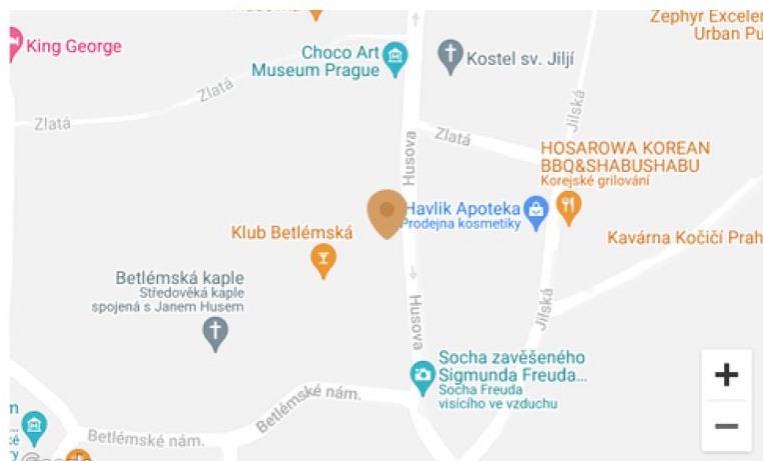 Zephyr Excelen
Urban Pu
King George
Choco Art
Museum Prague
Kostel sv. Jiljí
Zlatá
Zlatá
Jilská
Zlatá
Husova
HOSAROWA KOREAN
BBQ&SHABUSHABU
Korejské grilování
Havlik Apoteka
Prodejna kosmetiky
Klub Betlémská
Kavárna Kočičí Prah
Betlémská kaple
Středověká kaple
spojená s Janem Husem
Husova
Jilská
Socha zavěšeného
Sigmunda Freuda...
Socha Freuda
visícího ve vzduchu
Betlémské nám.
Betlémské nám.
+
−